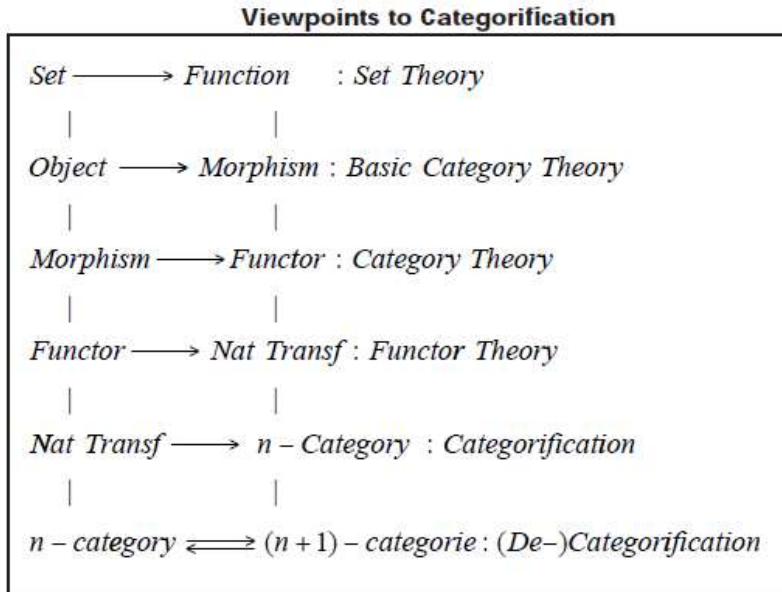 Viewpoints to Categorification
Set ⟶ Function : Set Theory
| |
Object ⟶ Morphism : Basic Category Theory
| |
Morphism ⟶ Functor : Category Theory
| |
Functor ⟶ Nat Transf : Functor Theory
| |
Nat Transf ⟶ n – Category : Categorification
| |
n – category ⇌ (n + 1) – categorie : (De–)Categorification